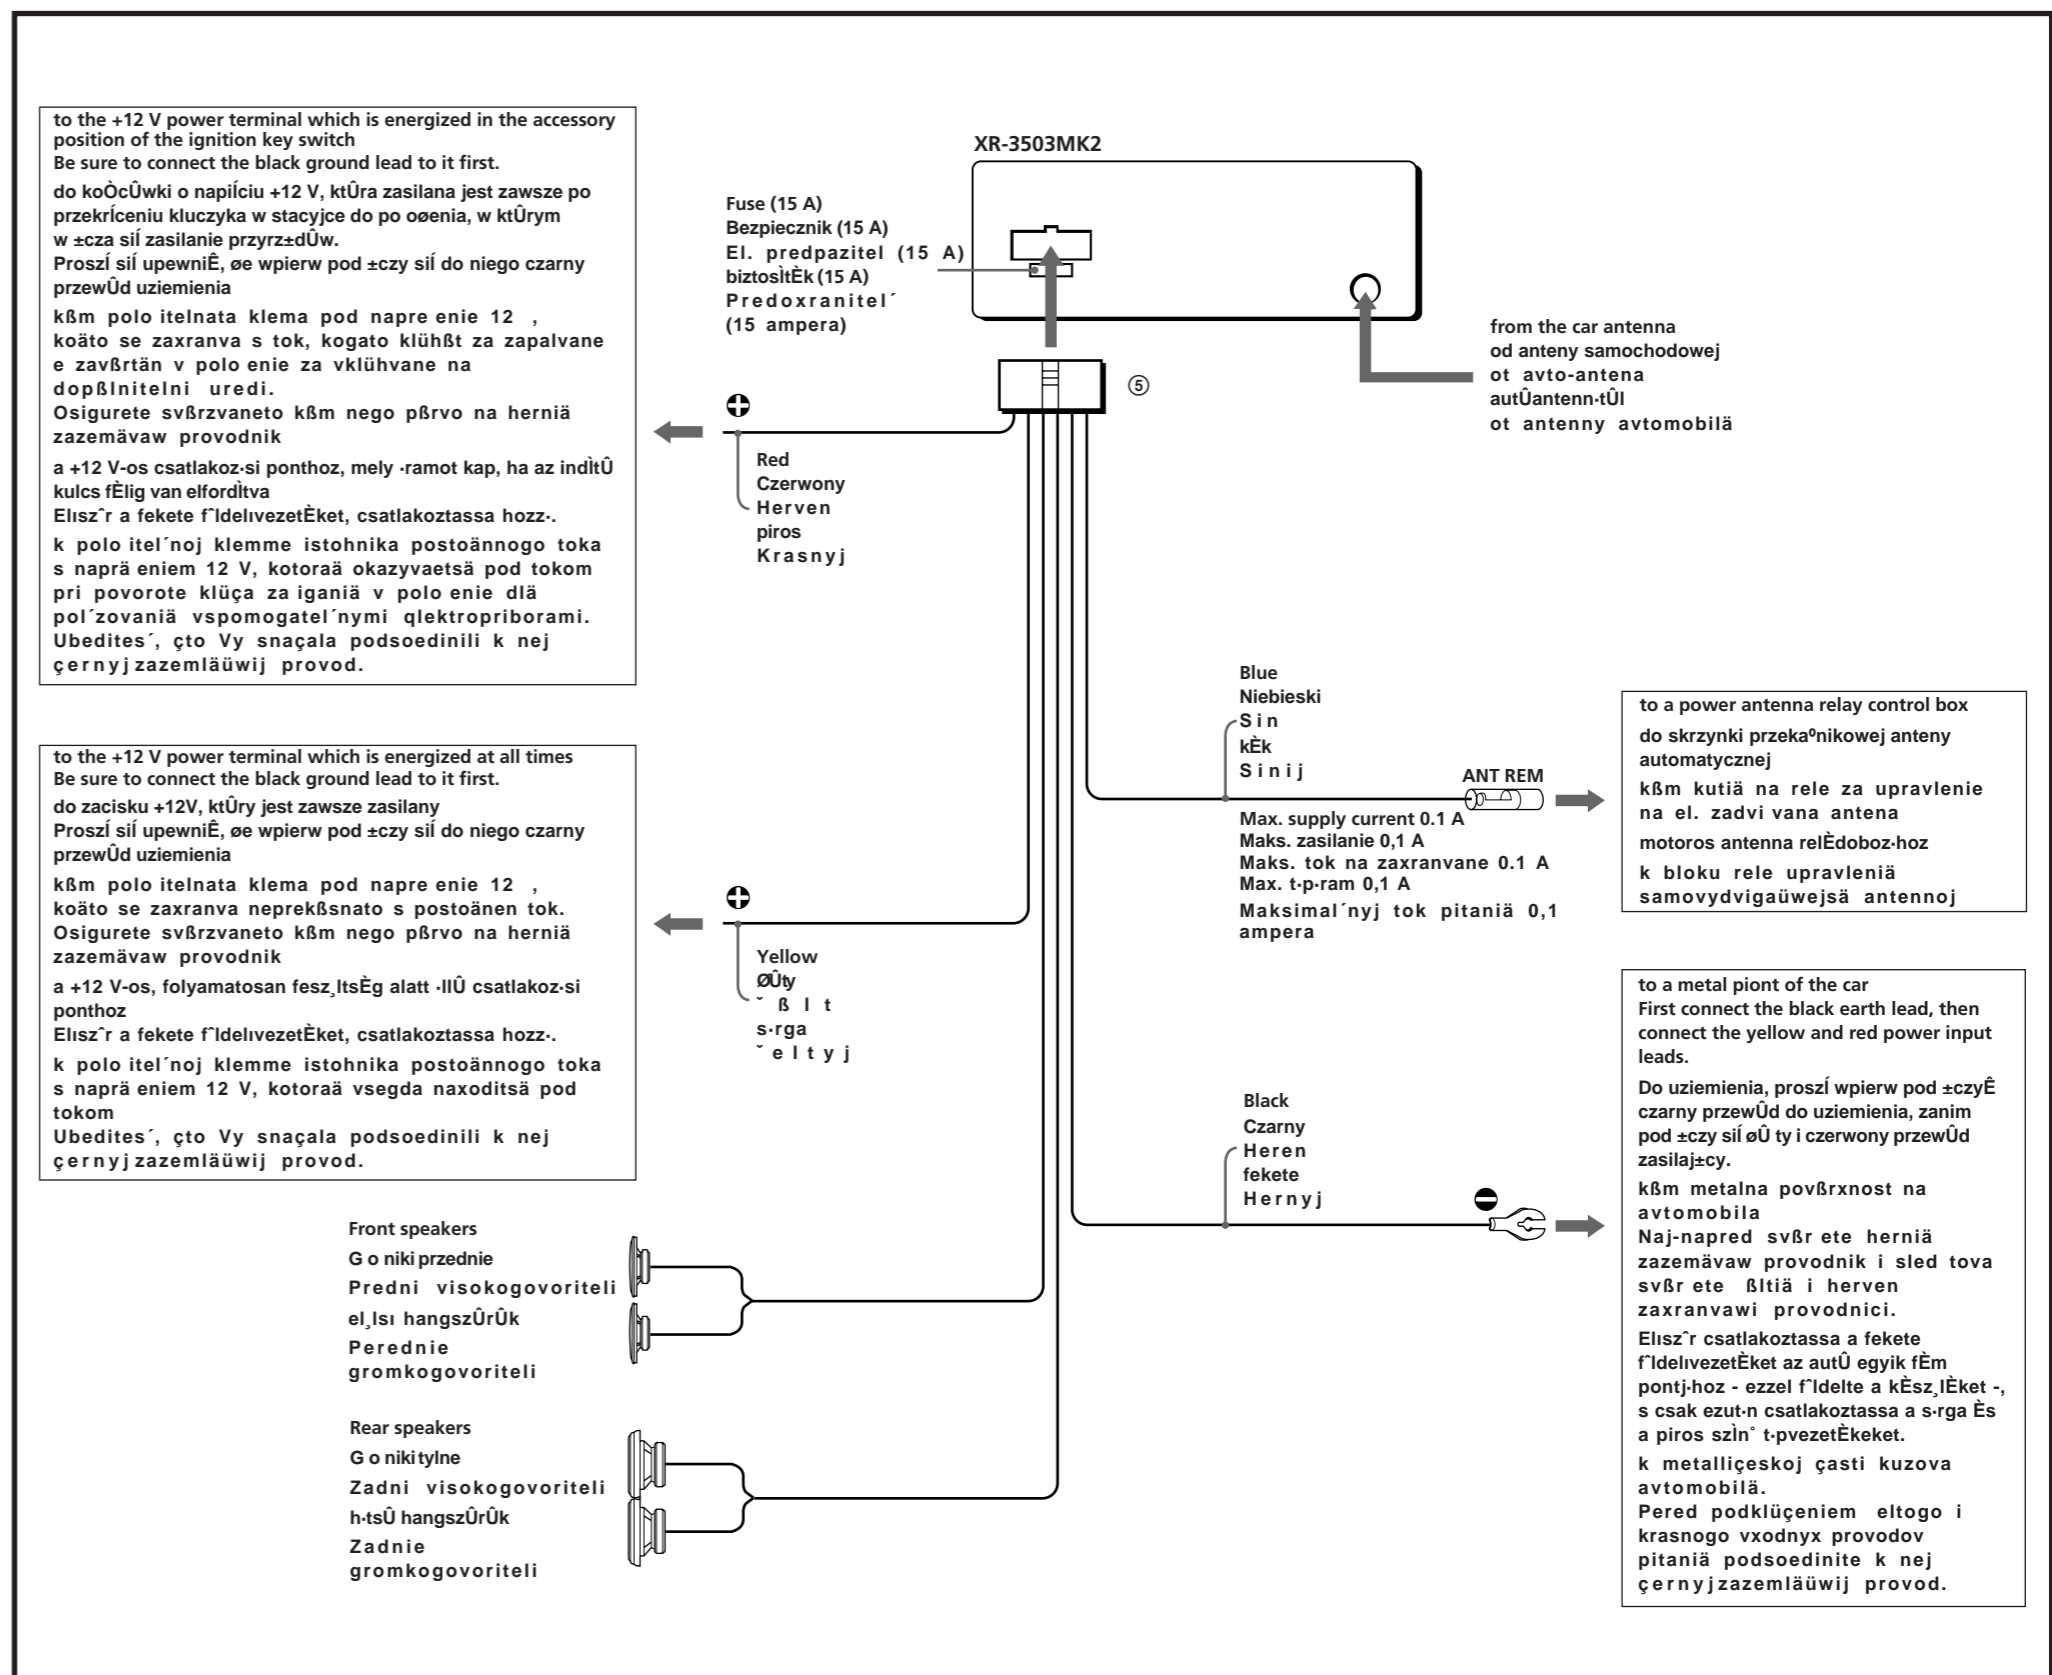 to the +12 V power terminal which is energized in the accessory
position of the ignition key switch
Be sure to connect the black ground lead to it first.
do koÒcÛwki o napiÍciu +12 V, ktÛra zasilana jest zawsze po
przekrÍceniu kluczyka w stacyjce do po oøenia, w ktÛrym
w ±cza siÍ zasilanie przyrz±dÛw.
ProszÍ siÍ upewniÊ, øe wpierw pod ±czy siÍ do niego czarny
przewÛd uziemienia
kßm polo itelnata klema pod napre enie 12 ,
koäto se zaxranva s tok, kogato klühßt za zapalvane
e zavßrtän v polo enie za vklühvane na
dopßlnitelni uredi.
Osigurete svßrzvaneto kßm nego pßrvo na herniä
zazemävaw provodnik
a +12 V-os csatlakoz·si ponthoz, mely ·ramot kap, ha az indÌtÛ
kulcs fÈlig van elfordÌtva
Elısz^r a fekete f^ldelıvezetÈket, csatlakoztassa hozz·.
k polo itel´noj klemme istohnika postoännogo toka
s naprä eniem 12 V, kotoraä okazyvaetsä pod tokom
pri povorote klüça za iganiä v polo enie dlä
pol´zovaniä vspomogatel´nymi qlektropriborami.
Ubedites´, çto Vy snaçala podsoedinili k nej
çernyj zazemläüwij provod.
XR-3503MK2
Fuse (15 A)
Bezpiecznik (15 A)
El. predpazitel (15 A)
biztosÌtÈk (15 A)
Predoxranitel´
(15 ampera)
from the car antenna
od anteny samochodowej
ot avto-antena
autÛantenn·tÛl
ot antenny avtomobilä
⑤
Red
Czerwony
Herven
piros
Krasnyj
to the +12 V power terminal which is energized at all times
Be sure to connect the black ground lead to it first.
do zacisku +12V, ktÛry jest zawsze zasilany
ProszÍ siÍ upewniÊ, øe wpierw pod ±czy siÍ do niego czarny
przewÛd uziemienia
kßm polo itelnata klema pod napre enie 12 ,
koäto se zaxranva neprekßsnato s postoänen tok.
Osigurete svßrzvaneto kßm nego pßrvo na herniä
zazemävaw provodnik
a +12 V-os, folyamatosan fesz¸ltsÈg alatt ·llÛ csatlakoz·si
ponthoz
Elısz^r a fekete f^ldelıvezetÈket, csatlakoztassa hozz·.
k polo itel´noj klemme istohnika postoännogo toka
s naprä eniem 12 V, kotoraä vsegda naxoditsä pod
tokom
Ubedites´, çto Vy snaçala podsoedinili k nej
çernyj zazemläüwij provod.
Yellow
ØÛty
ˇ ß l t
s·rga
ˇ e l t y j
Blue
Niebieski
Sin
kÈk
Sinij
ANT REM
Max. supply current 0.1 A
Maks. zasilanie 0,1 A
Maks. tok na zaxranvane 0.1 A
Max. t·p·ram 0,1 A
Maksimal´nyj tok pitaniä 0,1
ampera
to a power antenna relay control box
do skrzynki przekaºnikowej anteny
automatycznej
kßm kutiä na rele za upravlenie
na el. zadvi vana antena
motoros antenna relÈdoboz·hoz
k bloku rele upravleniä
samovydvigaüwejsä antennoj
Black
Czarny
Heren
fekete
Hernyj
to a metal piont of the car
First connect the black earth lead, then
connect the yellow and red power input
leads.
Do uziemienia, proszÍ wpierw pod ±czyÊ
czarny przewÛd do uziemienia, zanim
pod ±czy siÍ øÛ ty i czerwony przewÛd
zasilaj±cy.
kßm metalna povßrxnost na
avtomobila
Naj-napred svßr ete herniä
zazemävaw provodnik i sled tova
svßr ete ßltiä i herven
zaxranvawi provodnici.
Elısz^r csatlakoztassa a fekete
f^ldelıvezetÈket az autÛ egyik fÈm
pontj·hoz - ezzel f^ldelte a kÈsz¸lÈket -,
s csak ezut·n csatlakoztassa a s·rga Ès
a piros szÌn˚ t·pvezetÈkeket.
k metalliçeskoj çasti kuzova
avtomobilä.
Pered podklüçeniem eltogo i
krasnogo vxodnyx provodov
pitaniä podsoedinite k nej
çernyj zazemläüwij provod.
Front speakers
G o niki przednie
Predni visokogovoriteli
el¸lsı hangszÛrÛk
Perednie
gromkogovoriteli
Rear speakers
G o niki tylne
Zadni visokogovoriteli
h·tsÛ hangszÛrÛk
Zadnie
gromkogovoriteli